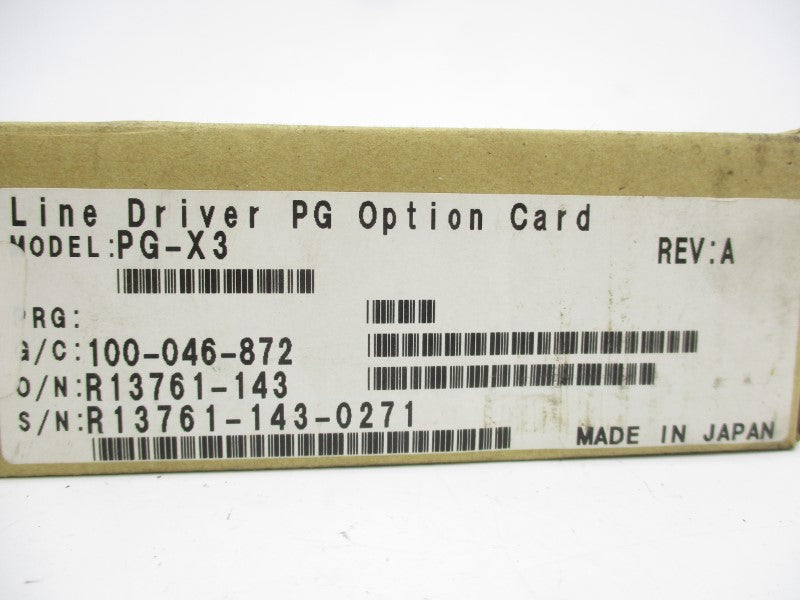 Line Driver PG Option Card
MODEL:PG-X3
REV:A
PRG:
G/C:100-046-872
O/N:R13761-143
S/N:R13761-143-0271
MADE IN JAPAN